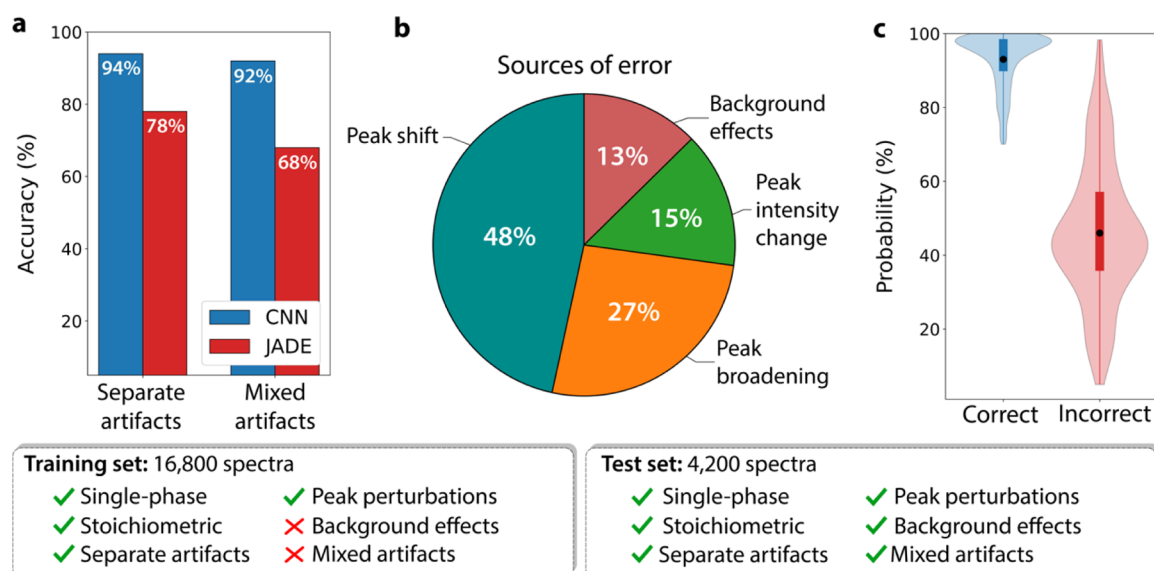 a
100
80
60
40
20
Accuracy (%)
94%
78%
92%
68%
CNN
JADE
Separate
artifacts
Mixed
artifacts
b
Sources of error
Peak shift
Background
effects
Peak
intensity
change
Peak
broadening
48%
13%
15%
27%
c
100
80
60
40
20
Probability (%)
Correct
Incorrect
Training set: 16,800 spectra
Single-phase
Peak perturbations
Stoichiometric
Background effects
Separate artifacts
Mixed artifacts
Test set: 4,200 spectra
Single-phase
Peak perturbations
Stoichiometric
Background effects
Separate artifacts
Mixed artifacts